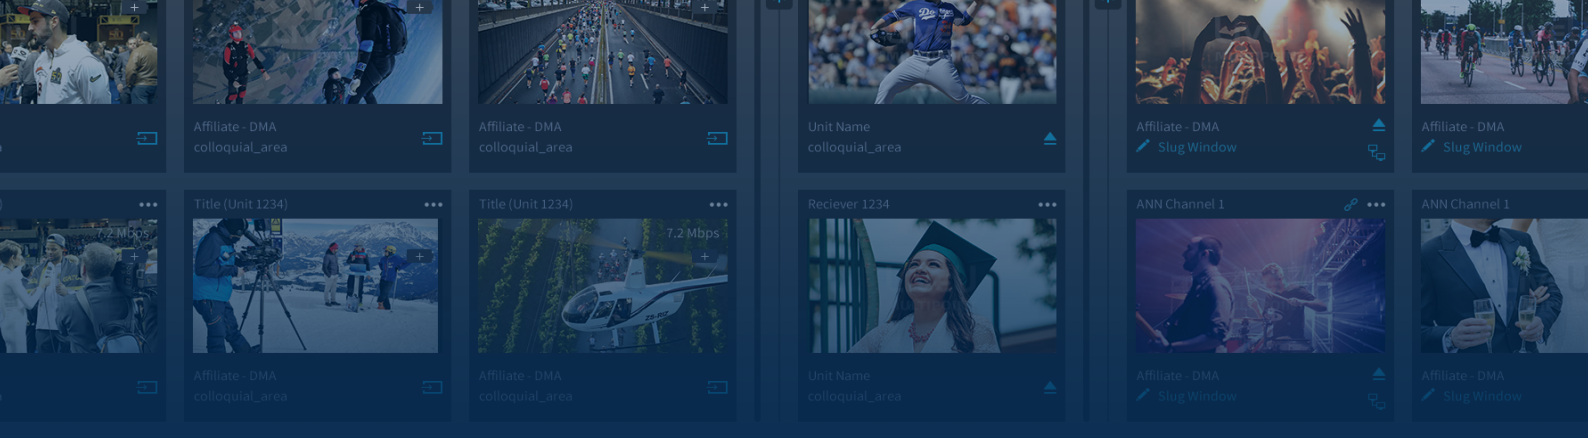 Affiliate - DMA
colloquial_area
Affiliate - DMA
colloquial_area
Unit Name
colloquial_area
Affiliate - DMA
Slug Window
Affiliate - DMA
Slug Window
Title (Unit 1234)
7.2 Mbps
Affiliate - DMA
colloquial_area
Title (Unit 1234)
7.2 Mbps
Affiliate - DMA
colloquial_area
Reciever 1234
Unit Name
colloquial_area
ANN Channel 1
Affiliate - DMA
Slug Window
ANN Channel 1
Affiliate - DMA
Slug Window